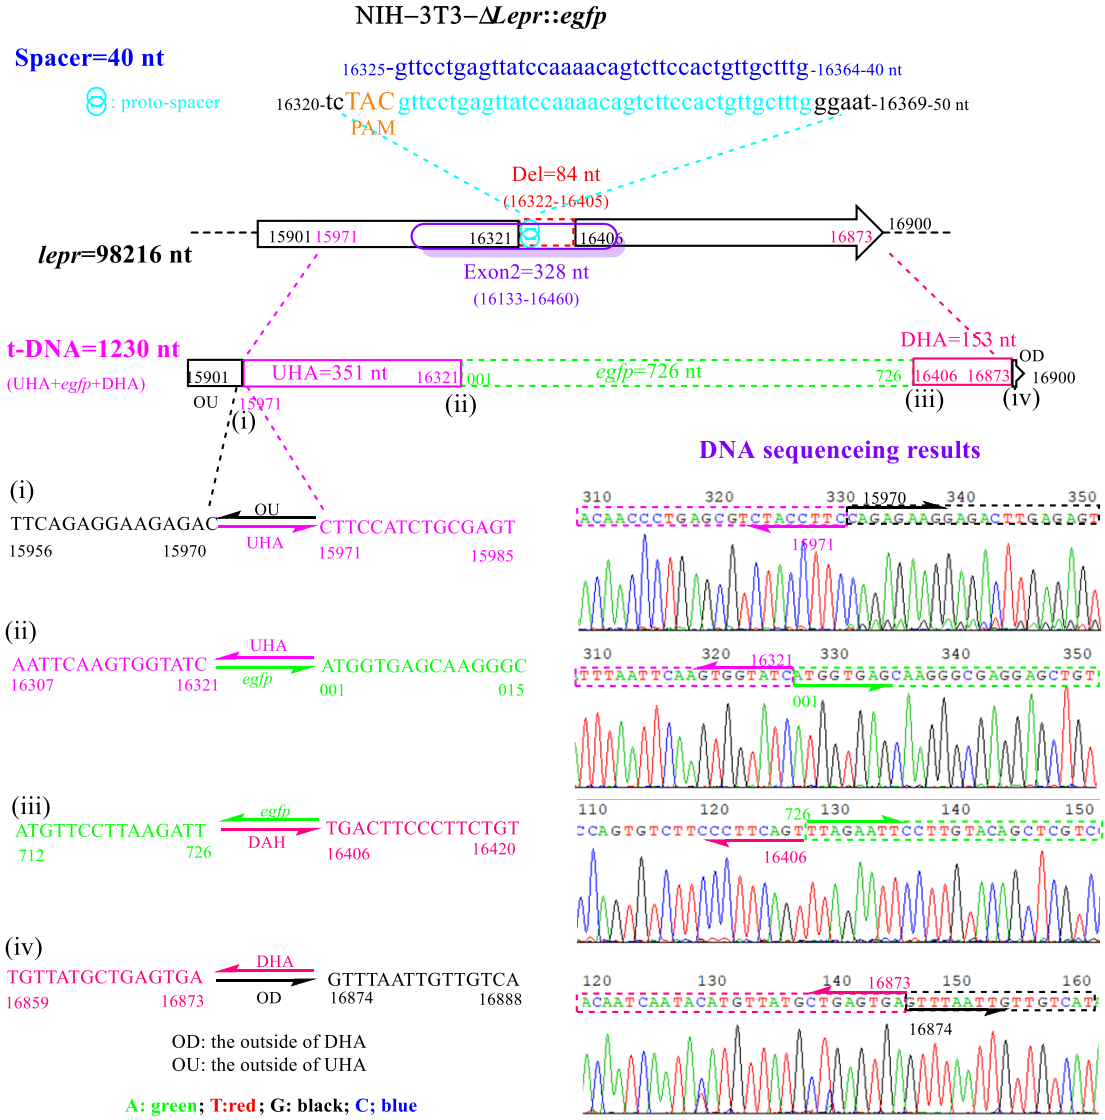 NIH−3T3−ΔLepr::egfp
Spacer=40 nt
16325-gttcctgagttatccaaaacagtcttccactgttgctttg-16364-40 nt
: proto-spacer
16320-tcTACgttcctgagttatccaaaacagtcttccactgttgctttgggaat-16369-50 nt
PAM
Del=84 nt
(16322-16405)
lepr=98216 nt
15901 15971 16321 16406 16873 16900
Exon2=328 nt
(16133-16460)
t-DNA=1230 nt
(UHA+egfp+DHA)
DHA=153 nt
OD
15901 UHA=351 nt 16321 001 egfp=726 nt 726 16406 16873 16900
OU 15971
(i) (ii) (iii) (iv)
DNA sequenceing results
(i)
OU
TTCAGAGGAAGAGAC CTTCCATCTGCGAGT
UHA
15956 15970 15971 15985
310 320 330 340 350
15970
ACAACCCTGAGCGTCTACCTTCCAGAGAAGGAGACTTGAGAGT
15971
(ii)
UHA
AATTCAAGTGGTATC ATGGTGAGCAAGGGC
egfp
16307 16321 001 015
310 320 330 340 350
16321
TTTAATTCAAGTGGTATCATGGTGAGCAAGGGCGAGGAGCTGT
001
(iii)
egfp
ATGTTCCTTAAGATT TGACTTCCCTTCTGT
DAH
712 726 16406 16420
110 120 130 140 150
726
CCAGTGTCTTCCCTTCAGTTTAGAATTCCTTGTACAGCTCGTCC
16406
(iv)
DHA
TGTTATGCTGAGTGA GTTTAATTGTTGTCA
OD
16859 16873 16874 16888
120 130 140 150 160
16873
ACAATCAATACATGTTATGCTGAGTGAGTTTAATTGTTGTCAT
16874
OD: the outside of DHA
OU: the outside of UHA
A: green; T:red; G: black; C; blue